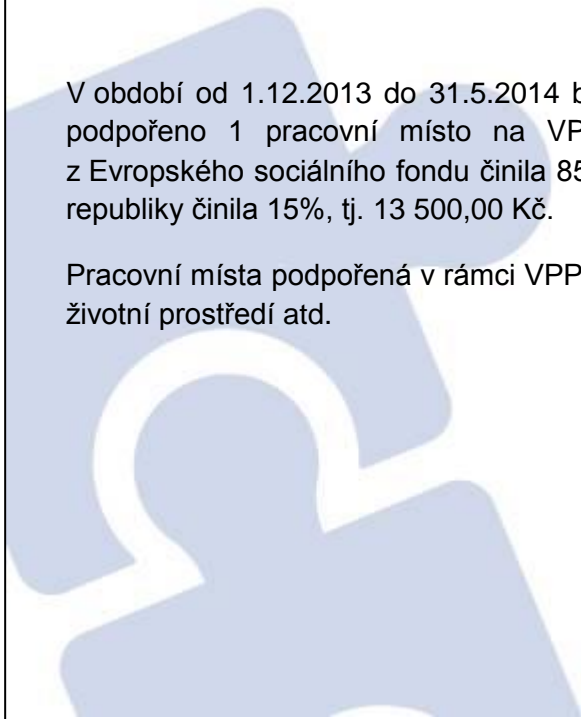 V období od 1.12.2013 do 31.5.2014 b
podpořeno 1 pracovní místo na VP
z Evropského sociálního fondu činila 85
republiky činila 15%, tj. 13 500,00 Kč.
Pracovní místa podpořená v rámci VPP
životní prostředí atd.